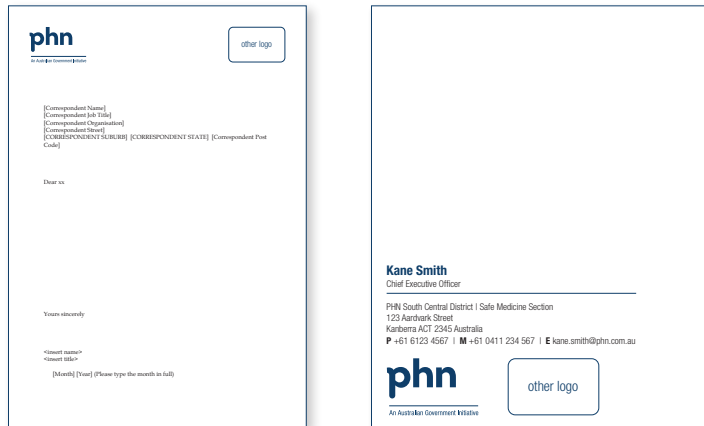 phn
An Australian Government Initiative
other logo
[Correspondent Name]
[Correspondent Job Title]
[Correspondent Organisation]
[Correspondent Street]
[CORRESPONDENT SUBURB] [CORRESPONDENT STATE] [Correspondent Post
Code]
Dear xx
Yours sincerely
<insert name>
<insert title>
[Month] [Year] (Please type the month in full)
Kane Smith
Chief Executive Officer
PHN South Central District | Safe Medicine Section
123 Aardvark Street
Kanberra ACT 2345 Australia
P +61 6123 4567 | M +61 0411 234 567 | E kane.smith@phn.com.au
phn
An Australian Government Initiative
other logo